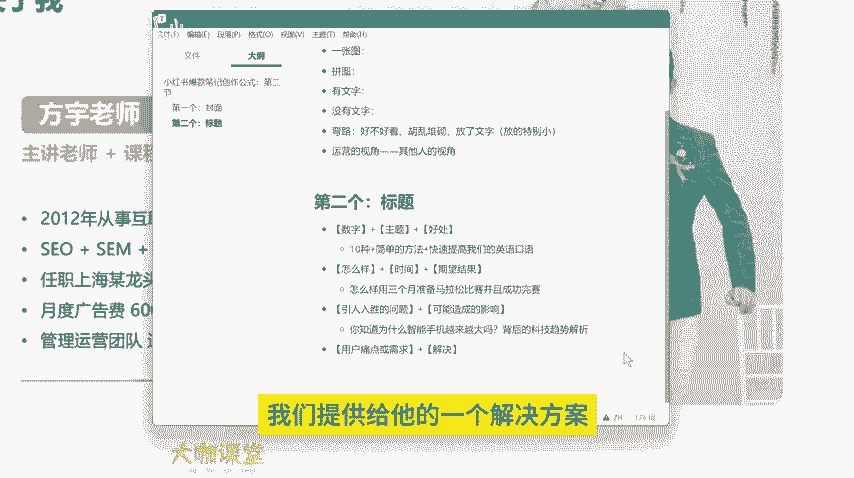 方宇老师
主讲老师 + 课程
• 2012年从事互联
• SEO + SEM +
• 任职上海某龙头
• 月度广告费 600
• 管理运营团队
文件(F) 编辑(E) 段落(P) 格式(O) 视图(V) 主题(T) 帮助(H)
文件 大纲
小红书爆款笔记创作公式：第二
节
第一个：封面
第二个：标题
• 一张图：
• 拼图：
• 有文字：
• 没有文字：
• 弯路：好不好看、胡乱堆砌、放了文字（放的特别小）
• 运营的视角——其他人的视角
第二个：标题
• 【数字】+【主题】+【好处】
◦ 10种+简单的方法+快速提高我们的英语口语
• 【怎么样】+【时间】+【期望结果】
◦ 怎么样用三个月准备马拉松比赛并且成功完赛
• 【引人入胜的问题】+【可能造成的影响】
◦ 你知道为什么智能手机越来越大吗？背后的科技趋势解析
• 【用户痛点或需求】+【解决】
我们提供给他的一个解决方案
大咖课堂